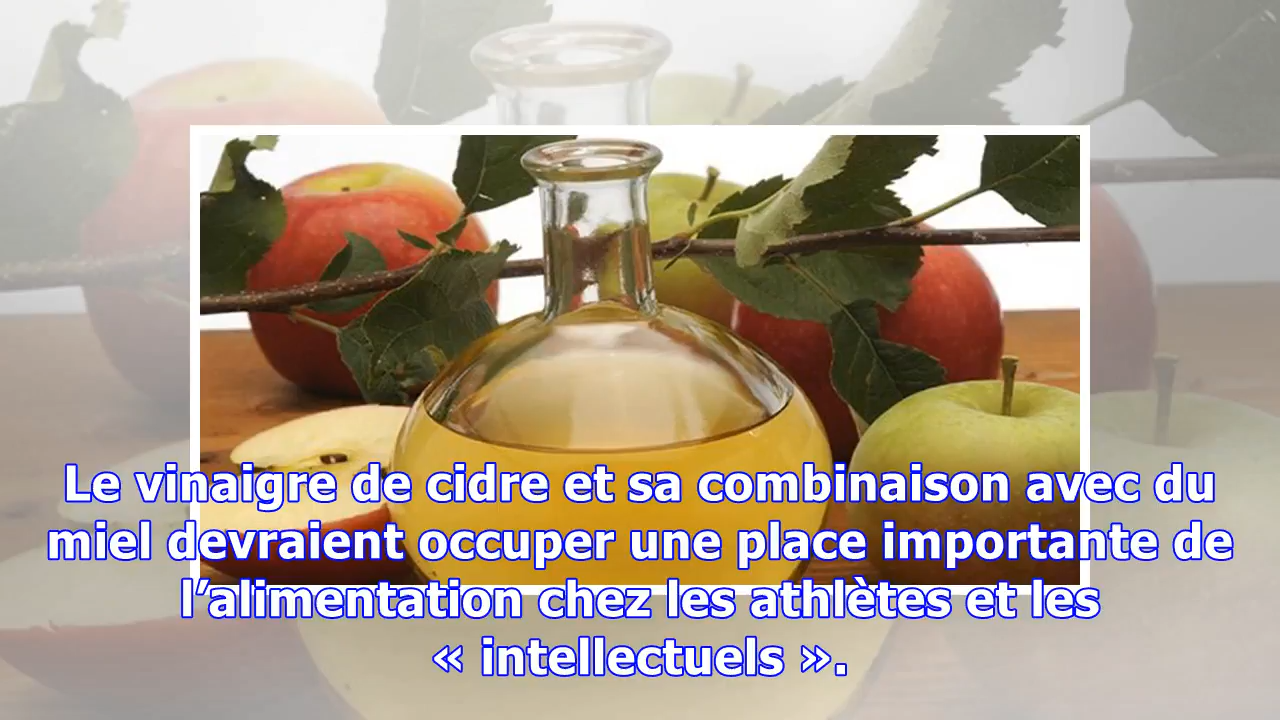 Le vinaigre de cidre et sa combinaison avec du
miel devraient occuper une place importante de
l’alimentation chez les athlètes et les
« intellectuels ».